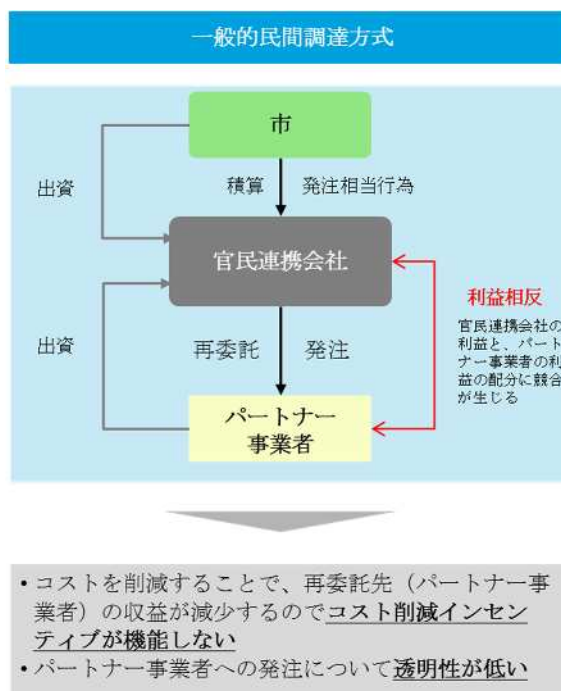 一般的民間調達方式
市
出資
積算
発注相当行為
官民連携会社
利益相反
官民連携会社の
利益と、パート
ナー事業者の利
益の配分に競合
が生じる
出資
再委託
発注
パートナー
事業者
・コストを削減することで、再委託先（パートナー事
業者）の収益が減少するのでコスト削減インセン
ティブが機能しない
・パートナー事業者への発注について透明性が低い